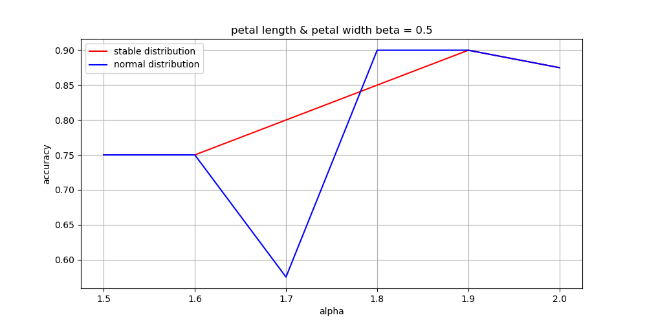 petal length & petal width beta = 0.5
stable distribution
normal distribution
accuracy
0.90
0.85
0.80
0.75
0.70
0.65
0.60
1.5 1.6 1.7 1.8 1.9 2.0
alpha